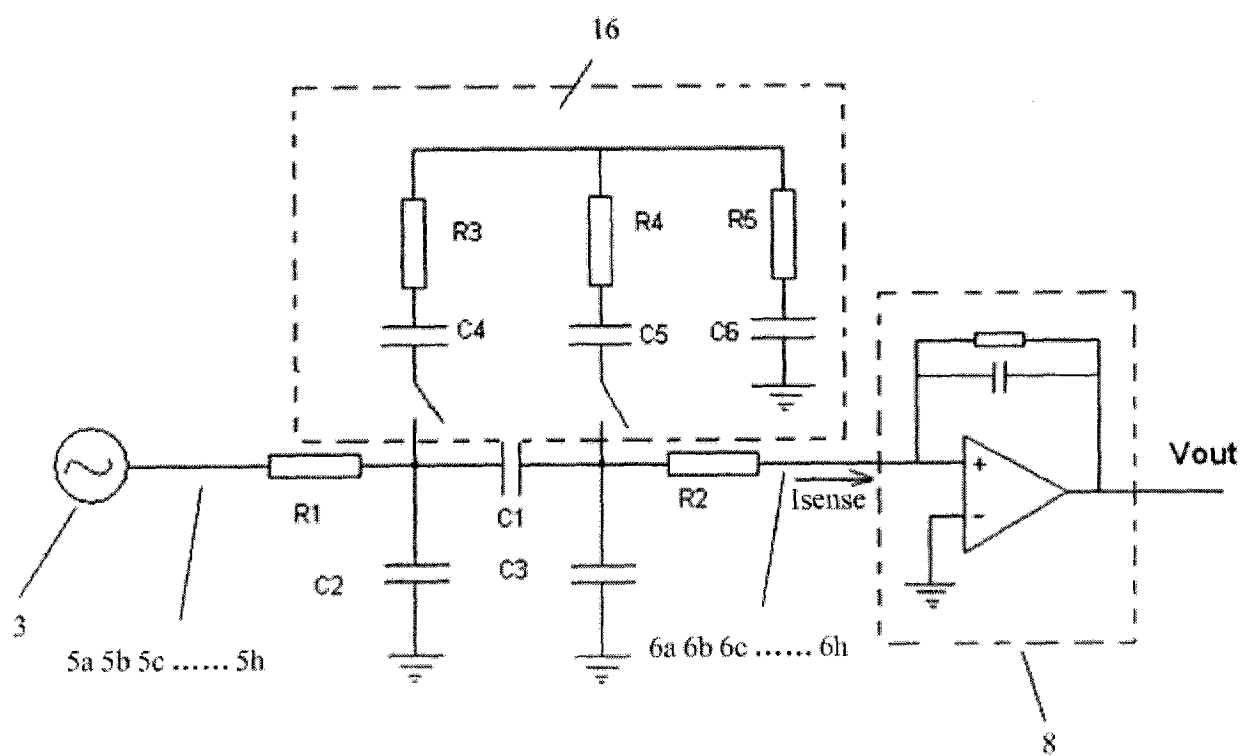 16
R3
R4
R5
C4
C5
C6
R1
C1
R2
Isense
+
-
Vout
C2
C3
3
5a 5b 5c ...... 5h
6a 6b 6c ...... 6h
8